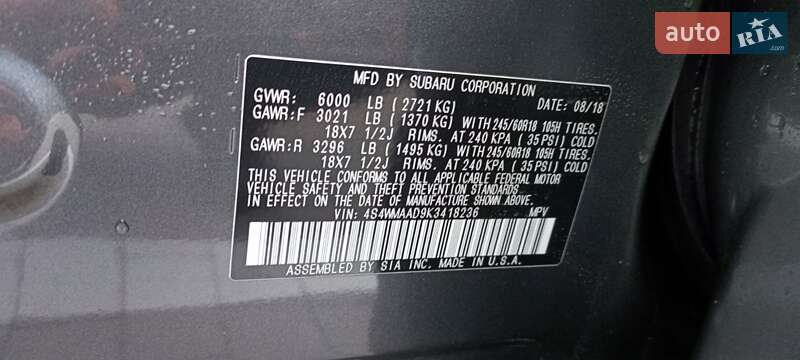 auto RIA
MFD BY SUBARU CORPORATION
GVWR: 6000 LB ( 2721 KG) DATE: 08/18
GAWR:F 3021 LB ( 1370 KG) WITH 245/60R18 105H TIRES.
18X7 1/2J RIMS. AT 240 KPA ( 35 PSI) COLD
GAWR:R 3296 LB ( 1495 KG) WITH 245/60R18 105H TIRES.
18X7 1/2J RIMS. AT 240 KPA ( 35 PSI) COLD
THIS VEHICLE CONFORMS TO ALL APPLICABLE FEDERAL MOTOR
VEHICLE SAFETY AND THEFT PREVENTION STANDARDS
IN EFFECT ON THE DATE OF MANUFACTURE SHOWN ABOVE.
VIN: 4S4WMAAD9K3418236 MPV
ASSEMBLED BY SIA INC. MADE IN U.S.A.